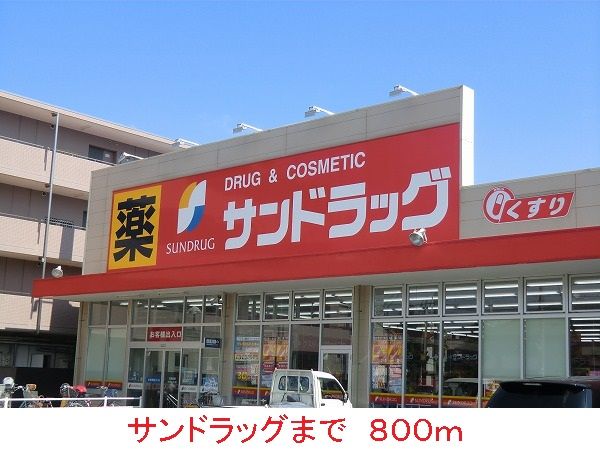 DRUG & COSMETIC
薬
SUNDRUG
サンドラッグ
くすり
お客様出入口
サンドラッグまで 800m